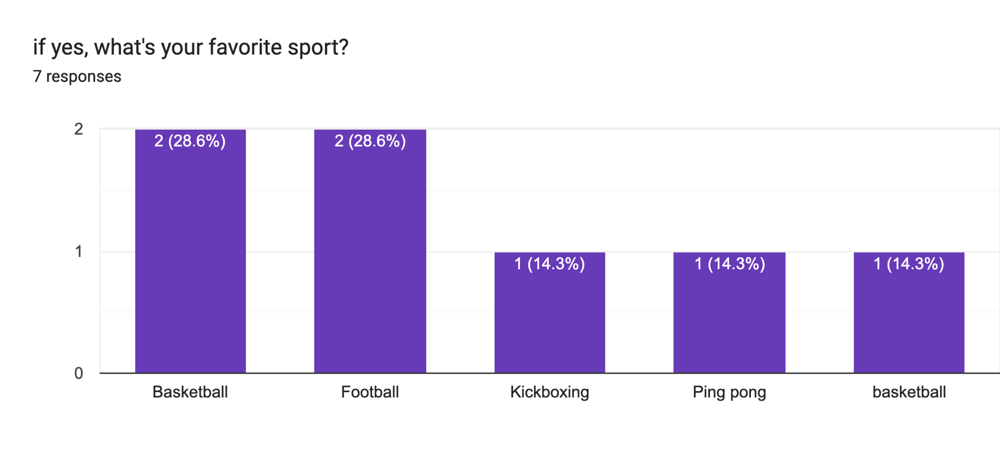 if yes, what's your favorite sport?
7 responses
2
2 (28.6%) 2 (28.6%)
1
1 (14.3%) 1 (14.3%) 1 (14.3%)
0
Basketball Football Kickboxing Ping pong basketball